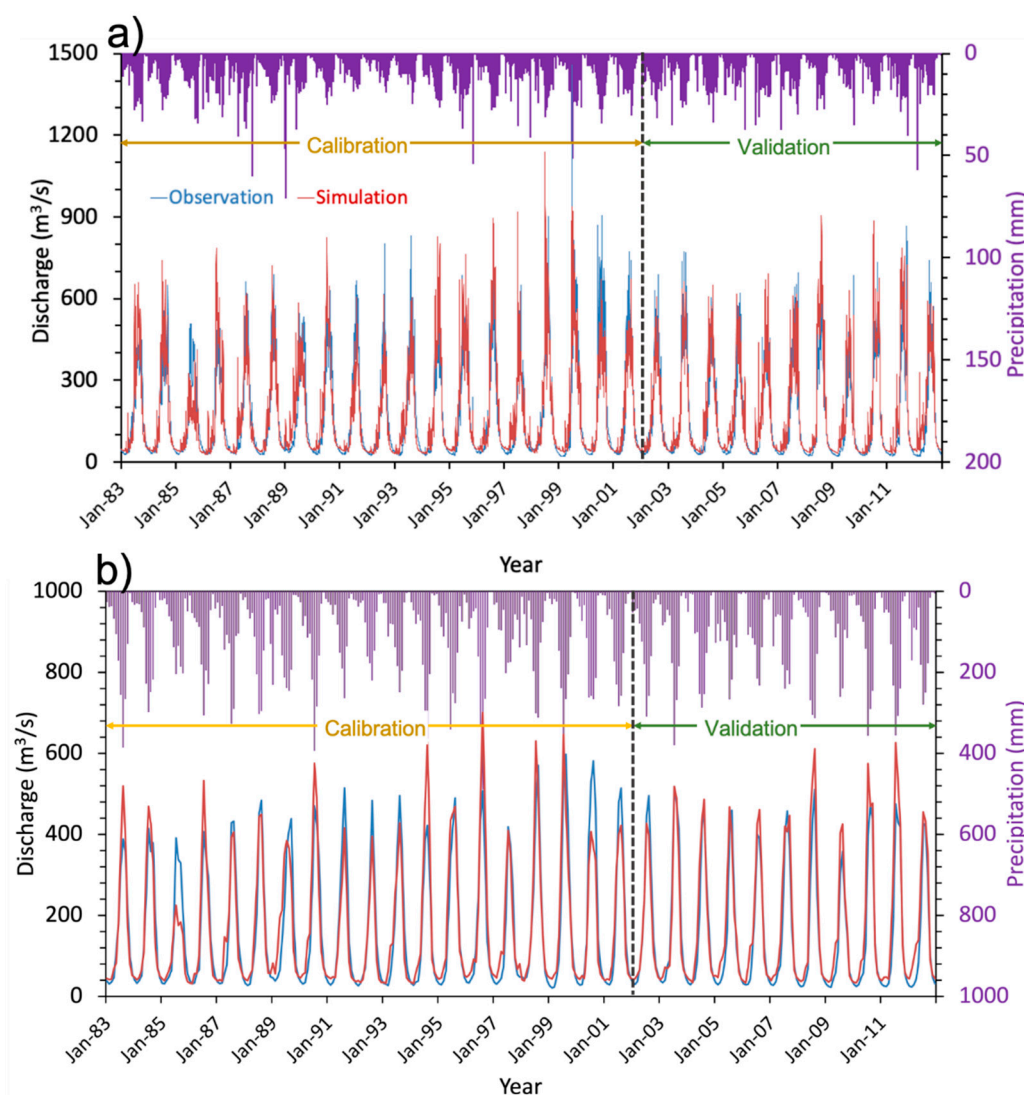 a)
1500
1200
900
600
300
0
Discharge (m³/s)
0
50
100
150
200
Precipitation (mm)
Calibration
Validation
Observation
Simulation
Jan-83
Jan-85
Jan-87
Jan-89
Jan-91
Jan-93
Jan-95
Jan-97
Jan-99
Jan-01
Jan-03
Jan-05
Jan-07
Jan-09
Jan-11
Year
b)
1000
800
600
400
200
0
Discharge (m³/s)
0
200
400
600
800
1000
Precipitation (mm)
Calibration
Validation
Jan-83
Jan-85
Jan-87
Jan-89
Jan-91
Jan-93
Jan-95
Jan-97
Jan-99
Jan-01
Jan-03
Jan-05
Jan-07
Jan-09
Jan-11
Year